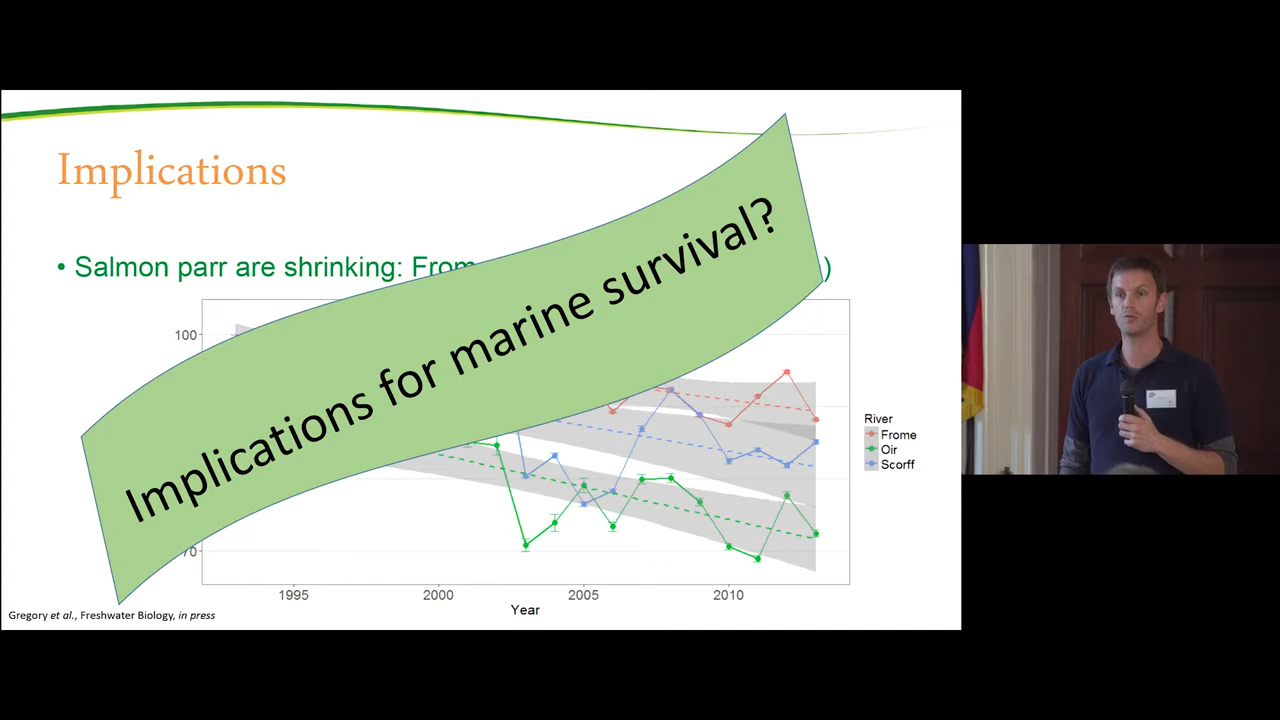 Implications
• Salmon parr are shrinking: From
)
Implications for marine survival?
100
70
1995 2000 2005 2010
Year
River
Frome
Oir
Scorff
Gregory et al., Freshwater Biology, in press